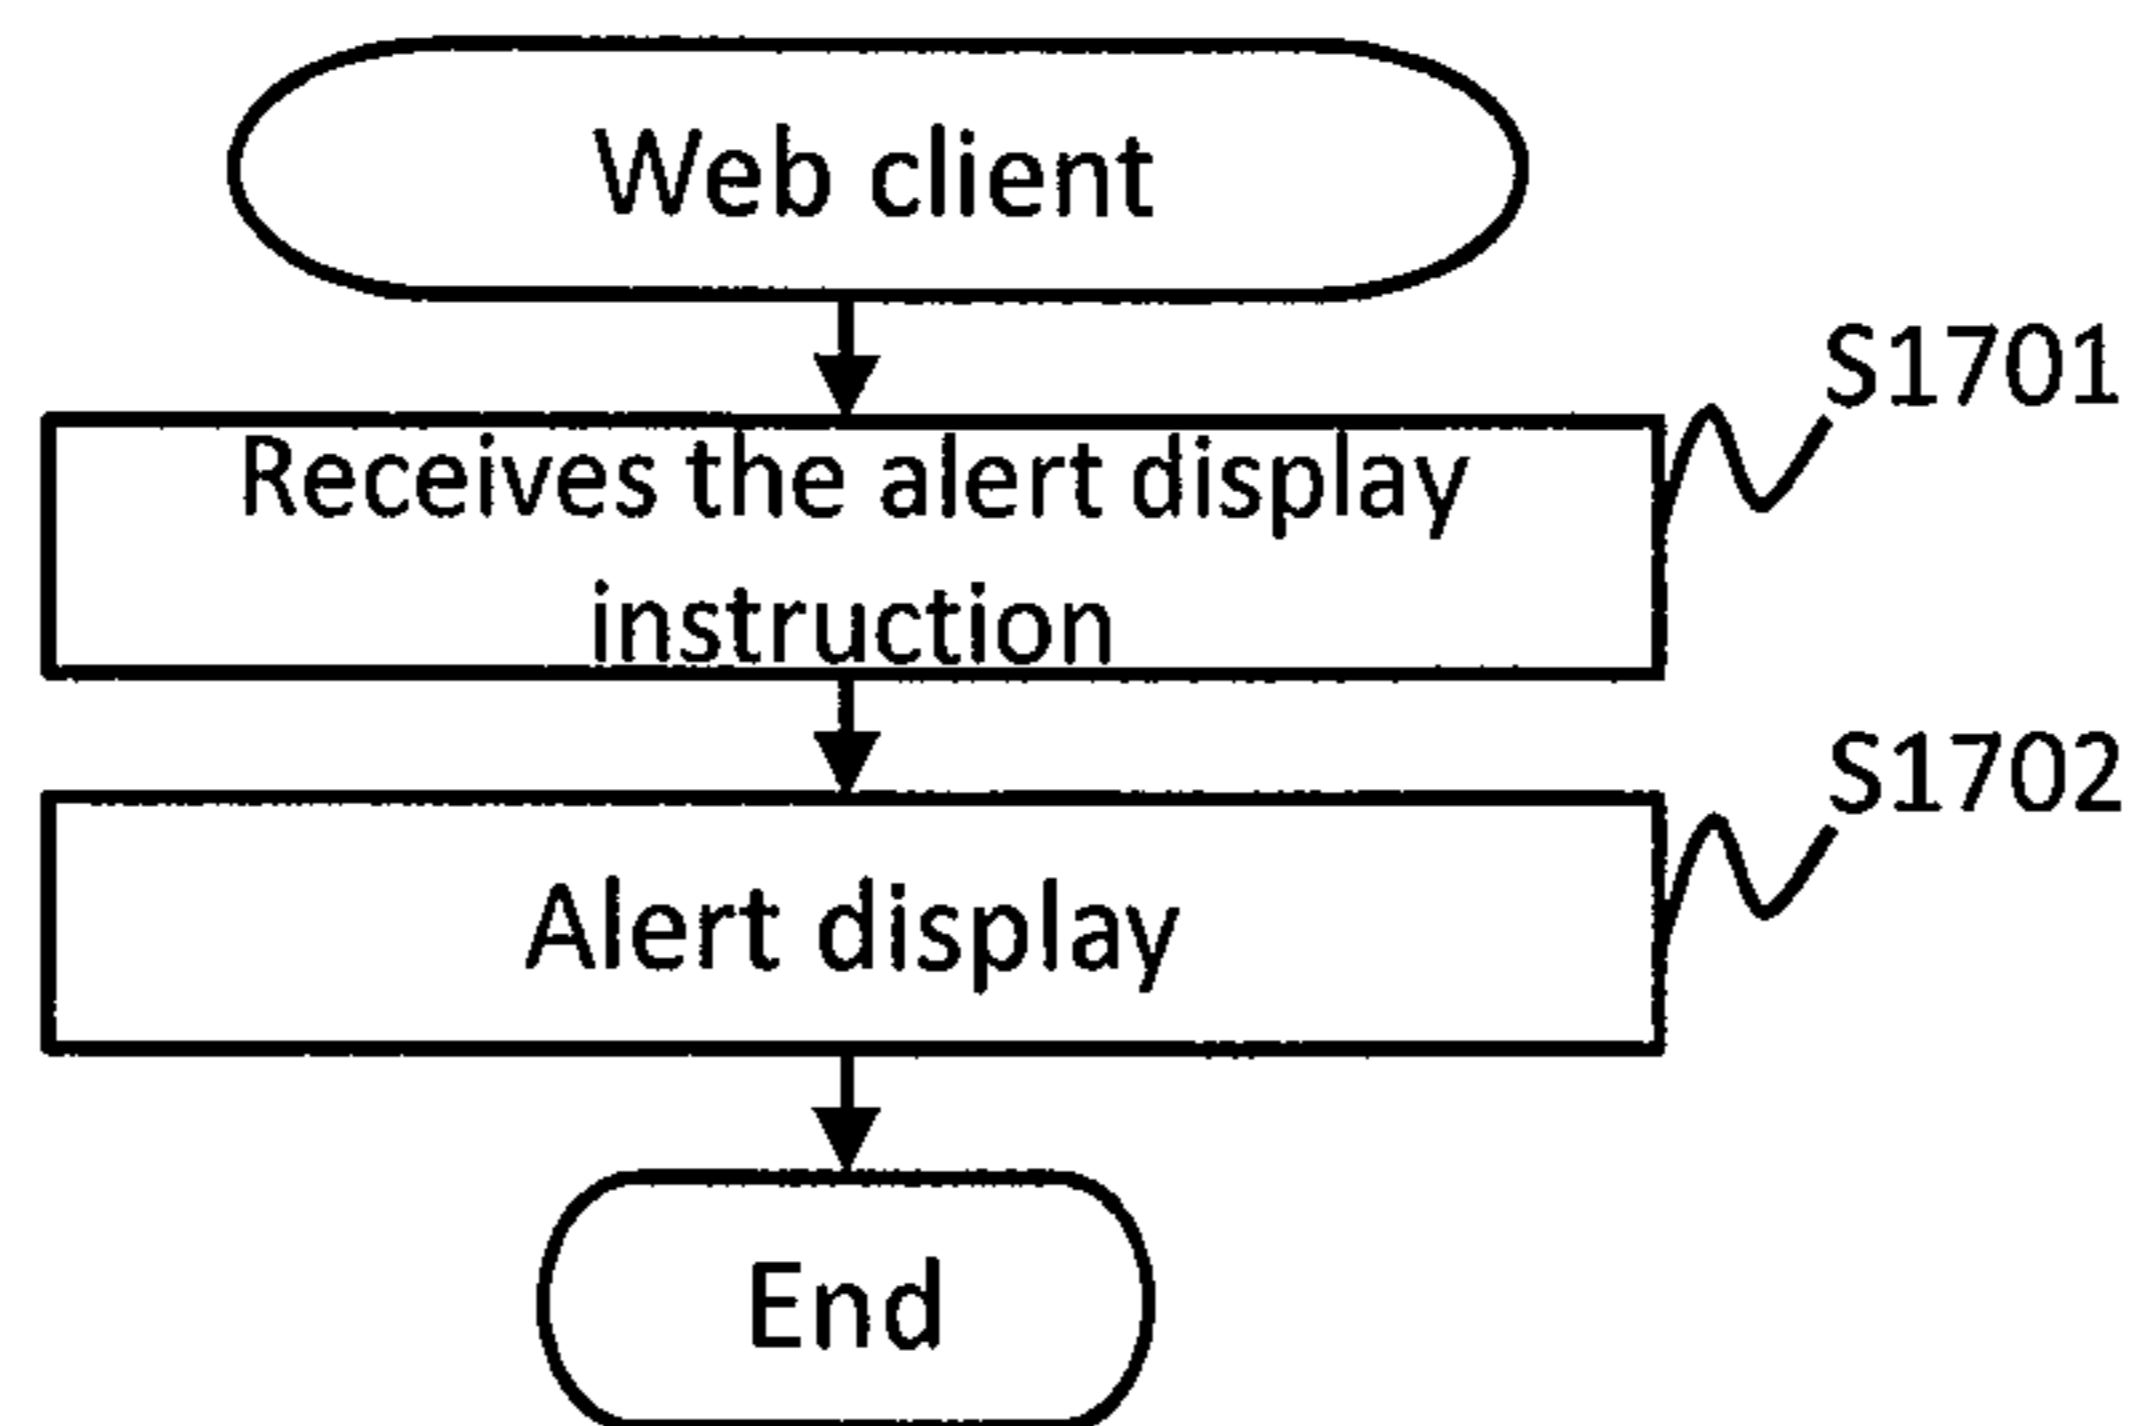 Web client
S1701
Receives the alert display
instruction
S1702
Alert display
End